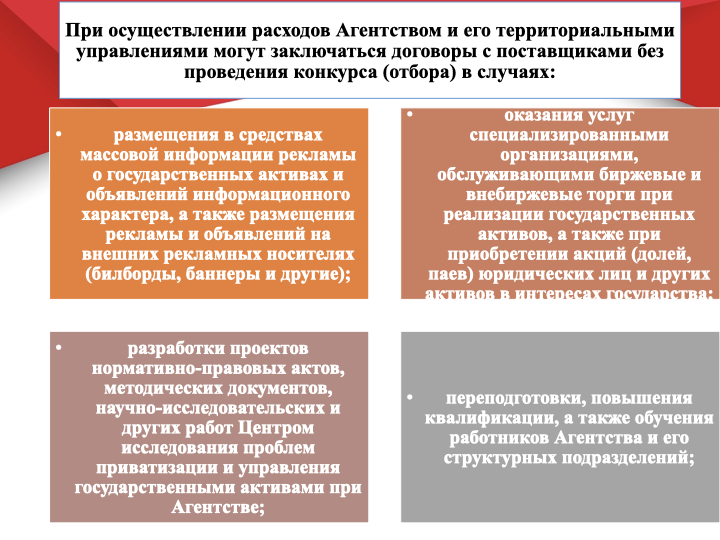 При осуществлении расходов Агентством и его территориальными
управлениями могут заключаться договоры с поставщиками без
проведения конкурса (отбора) в случаях:
• размещения в средствах
массовой информации рекламы
о государственных активах и
объявлений информационного
характера, а также размещения
рекламы и объявлений на
внешних рекламных носителях
(билборды, баннеры и другие);
• оказания услуг
специализированными
организациями,
обслуживающими биржевые и
внебиржевые торги при
реализации государственных
активов, а также при
приобретении акций (долей,
паев) юридических лиц и других
активов в интересах государства;
• разработки проектов
нормативно-правовых актов,
методических документов,
научно-исследовательских и
других работ Центром
исследования проблем
приватизации и управления
государственными активами при
Агентстве;
• переподготовки, повышения
квалификации, а также обучения
работников Агентства и его
структурных подразделений;